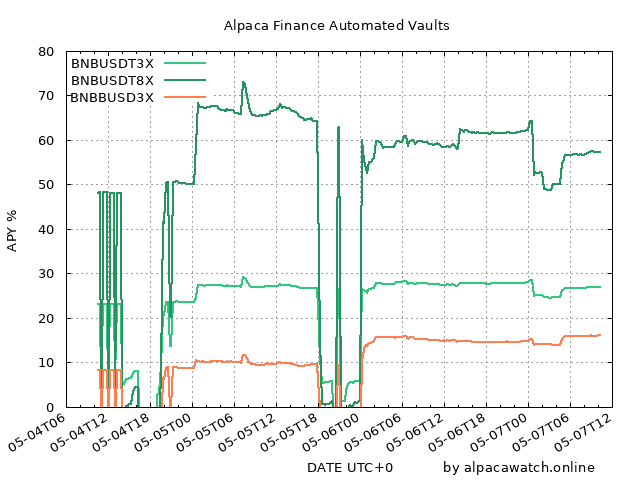 Alpaca Finance Automated Vaults
80
70
60
50
40
30
20
10
0
APY %
BNBUSDT3X
BNBUSDT8X
BNBBUSD3X
05-04T06
05-04T12
05-04T18
05-05T00
05-05T06
05-05T12
05-05T18
05-06T00
05-06T06
05-06T12
05-06T18
05-07T00
05-07T06
05-07T12
DATE UTC+0
by alpacawatch.online